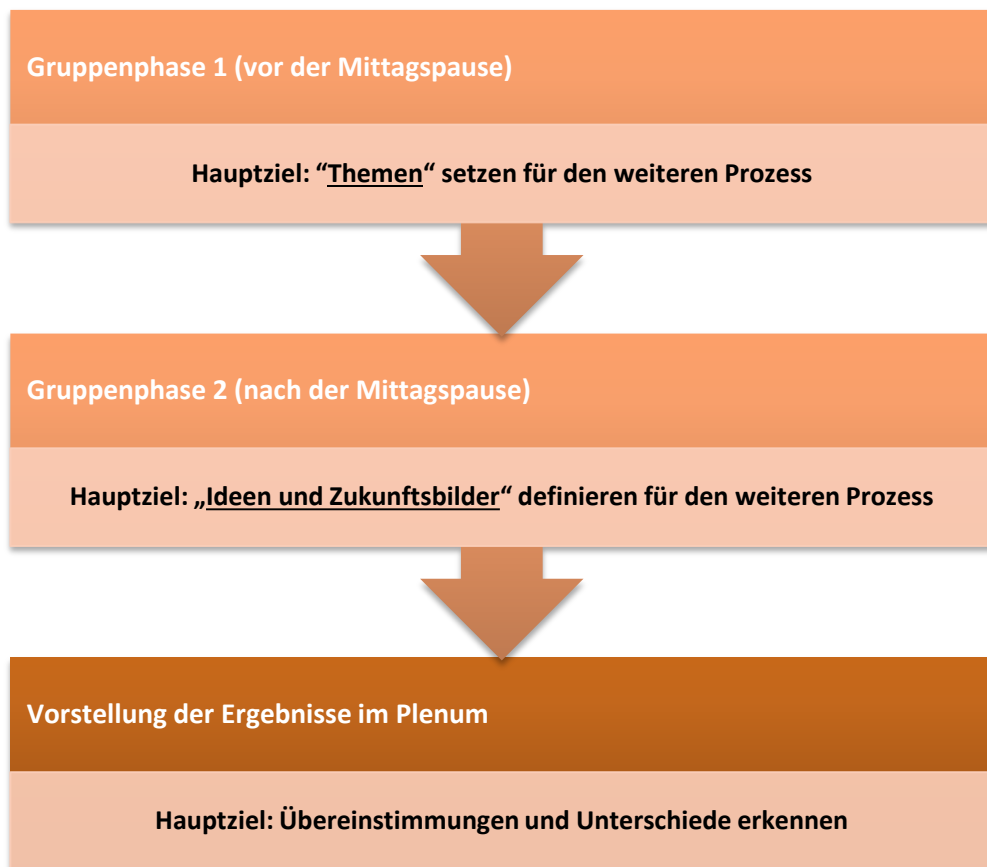 Gruppenphase 1 (vor der Mittagspause)
Hauptziel: “Themen“ setzen für den weiteren Prozess
Gruppenphase 2 (nach der Mittagspause)
Hauptziel: „Ideen und Zukunftsbilder“ definieren für den weiteren Prozess
Vorstellung der Ergebnisse im Plenum
Hauptziel: Übereinstimmungen und Unterschiede erkennen